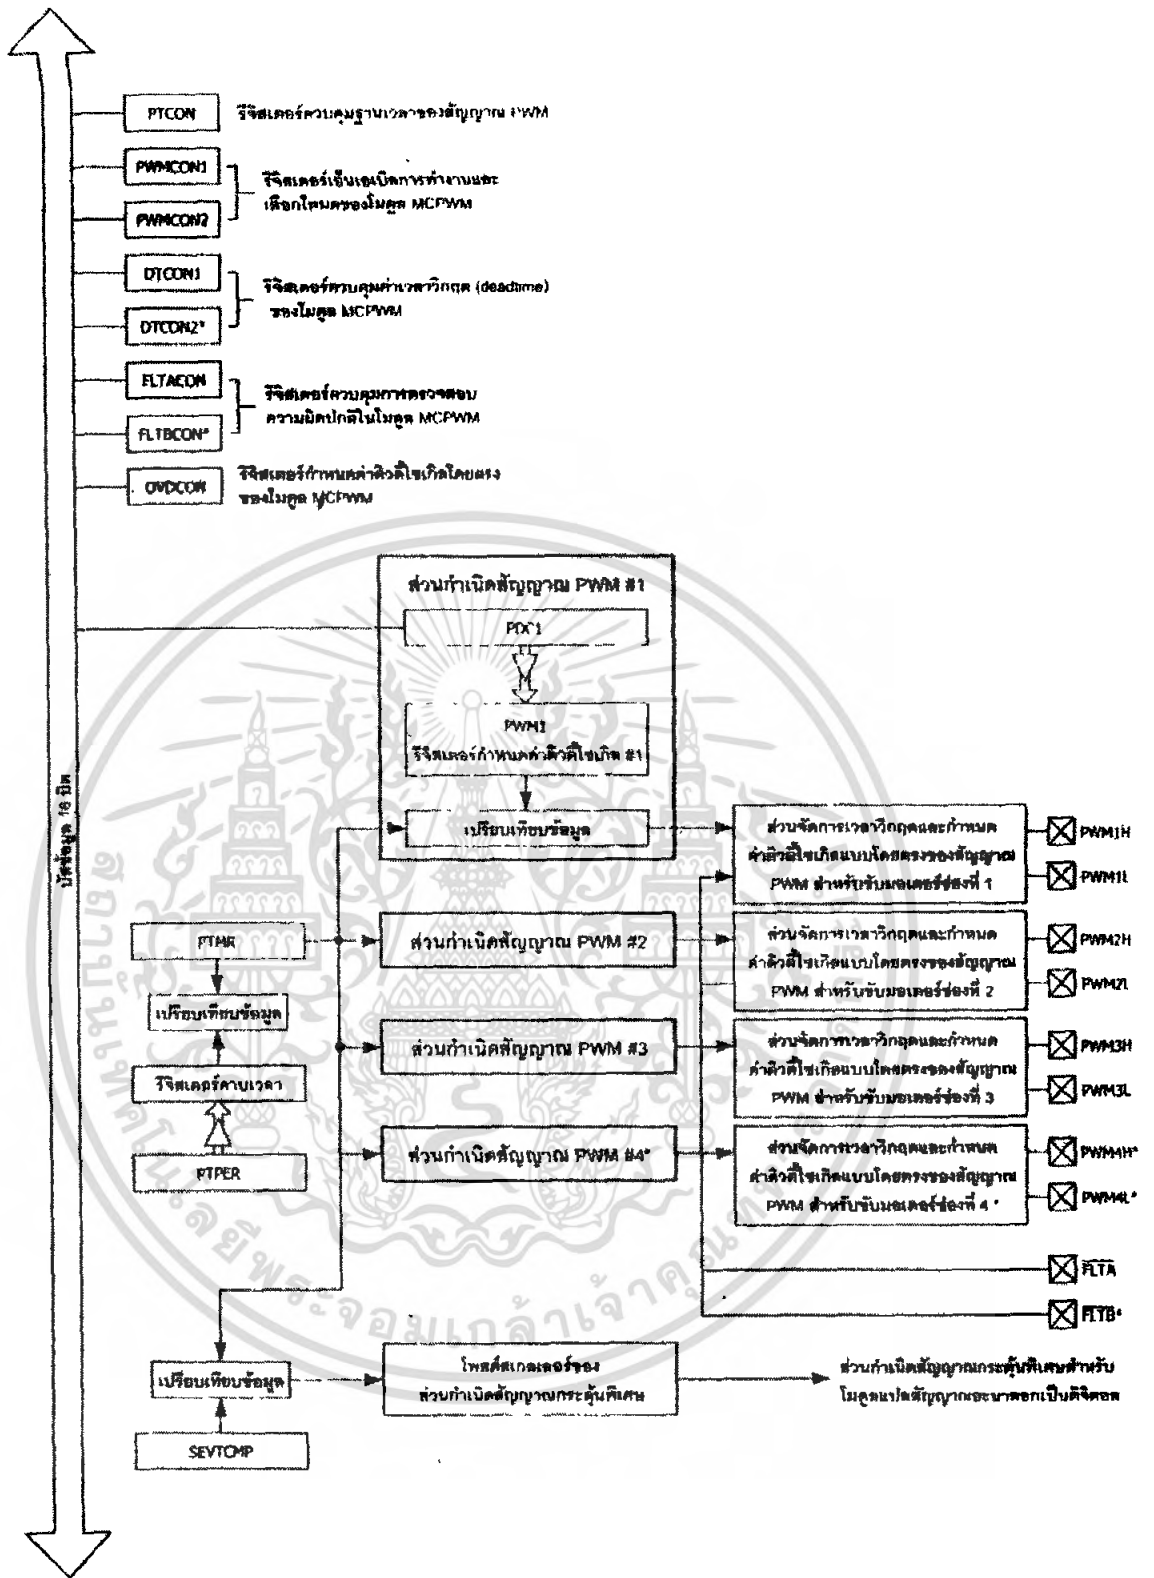 PTCON
รีจิสเตอร์ควบคุมฐานเวลาของสัญญาณ PWM
PWMCON1
PWMCON2
รีจิสเตอร์เอ็นเอเบิลการทำงานและ
เลือกโหมดของโมดูล MCPWM
DTCON1
DTCON2*
รีจิสเตอร์ควบคุมค่าเวลาวิกฤต (deadtime)
ของโมดูล MCPWM
FLTACON
FLTBCON*
รีจิสเตอร์ควบคุมการตรวจสอบ
ความผิดปกติในโมดูล MCPWM
OVDCON
รีจิสเตอร์กำหนดค่าดิวตี้ไซเกิลโดยตรง
ของโมดูล MCPWM
บัสข้อมูล 16 บิต
ส่วนกำเนิดสัญญาณ PWM #1
PDC1
PWM1
รีจิสเตอร์กำหนดค่าดิวตี้ไซเกิล #1
เปรียบเทียบข้อมูล
ส่วนจัดการเวลาวิกฤตและกำหนด
ค่าดิวตี้ไซเกิลแบบโดยตรงของสัญญาณ
PWM สำหรับขับมอเตอร์ช่องที่ 1
PWM1H
PWM1L
PTMR
ส่วนกำเนิดสัญญาณ PWM #2
ส่วนจัดการเวลาวิกฤตและกำหนด
ค่าดิวตี้ไซเกิลแบบโดยตรงของสัญญาณ
PWM สำหรับขับมอเตอร์ช่องที่ 2
PWM2H
PWM2L
เปรียบเทียบข้อมูล
ส่วนกำเนิดสัญญาณ PWM #3
ส่วนจัดการเวลาวิกฤตและกำหนด
ค่าดิวตี้ไซเกิลแบบโดยตรงของสัญญาณ
PWM สำหรับขับมอเตอร์ช่องที่ 3
PWM3H
PWM3L
รีจิสเตอร์คาบเวลา
PTPER
ส่วนกำเนิดสัญญาณ PWM #4*
ส่วนจัดการเวลาวิกฤตและกำหนด
ค่าดิวตี้ไซเกิลแบบโดยตรงของสัญญาณ
PWM สำหรับขับมอเตอร์ช่องที่ 4 *
PWM4H*
PWM4L*
FLTA
FLTB*
เปรียบเทียบข้อมูล
โพสต์สเกลเลอร์ของ
ส่วนกำเนิดสัญญาณกระตุ้นพิเศษ
ส่วนกำเนิดสัญญาณกระตุ้นพิเศษสำหรับ
โมดูลแปลงสัญญาณอะนาลอกเป็นดิจิตอล
SEVTCMP